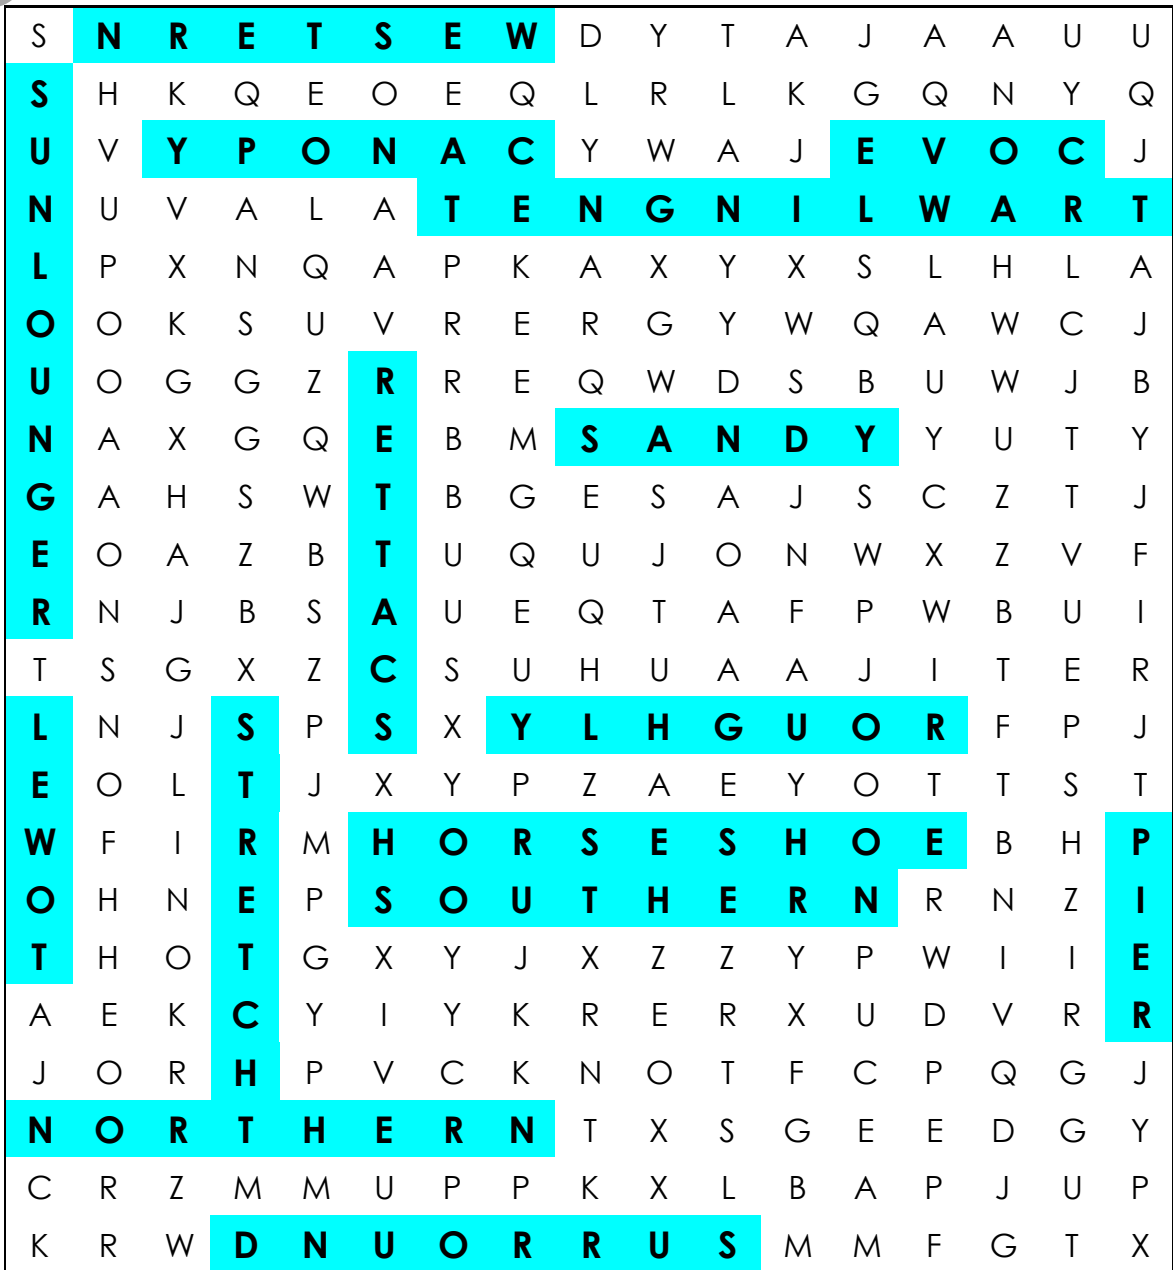 S N R E T S E W D Y T A J A A U U
S H K Q E O E Q L R L K G Q N Y Q
U V Y P O N A C Y W A J E V O C J
N U V A L A T E N G N I L W A R T
L P X N Q A P K A X Y X S L H L A
O O K S U V R E R G Y W Q A W C J
U O G G Z R R E Q W D S B U W J B
N A X G Q E B M S A N D Y Y U T Y
G A H S W T B G E S A J S C Z T J
E O A Z B T U Q U J O N W X Z V F
R N J B S A U E Q T A F P W B U I
T S G X Z C S U H U A A J I T E R
L N J S P S X Y L H G U O R F P J
E O L T J X Y P Z A E Y O T T S T
W F I R M H O R S E S H O E B H P
O H N E P S O U T H E R N R N Z I
T H O T G X Y J X Z Z Y P W I I E
A E K C Y I Y K R E R X U D V R R
J O R H P V C K N O T F C P Q G J
N O R T H E R N T X S G E E D G Y
C R Z M M U P P K X L B A P J U P
K R W D N U O R R U S M M F G T X